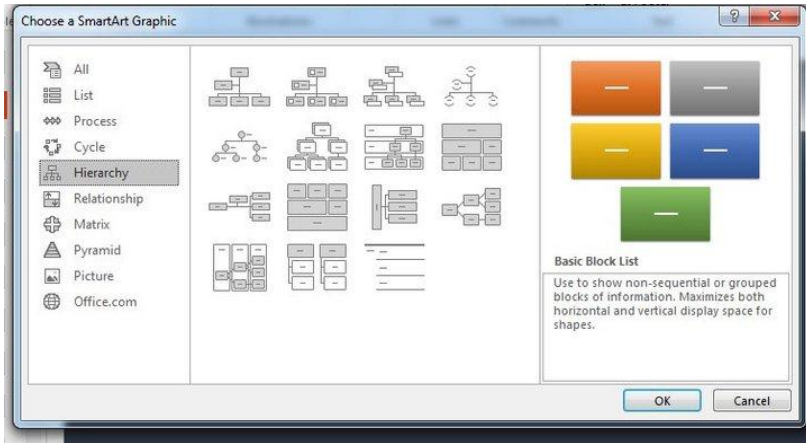 Choose a SmartArt Graphic
All
List
Process
Cycle
Hierarchy
Relationship
Matrix
Pyramid
Picture
Office.com
Basic Block List
Use to show non-sequential or grouped
blocks of information. Maximizes both
horizontal and vertical display space for
shapes.
OK
Cancel